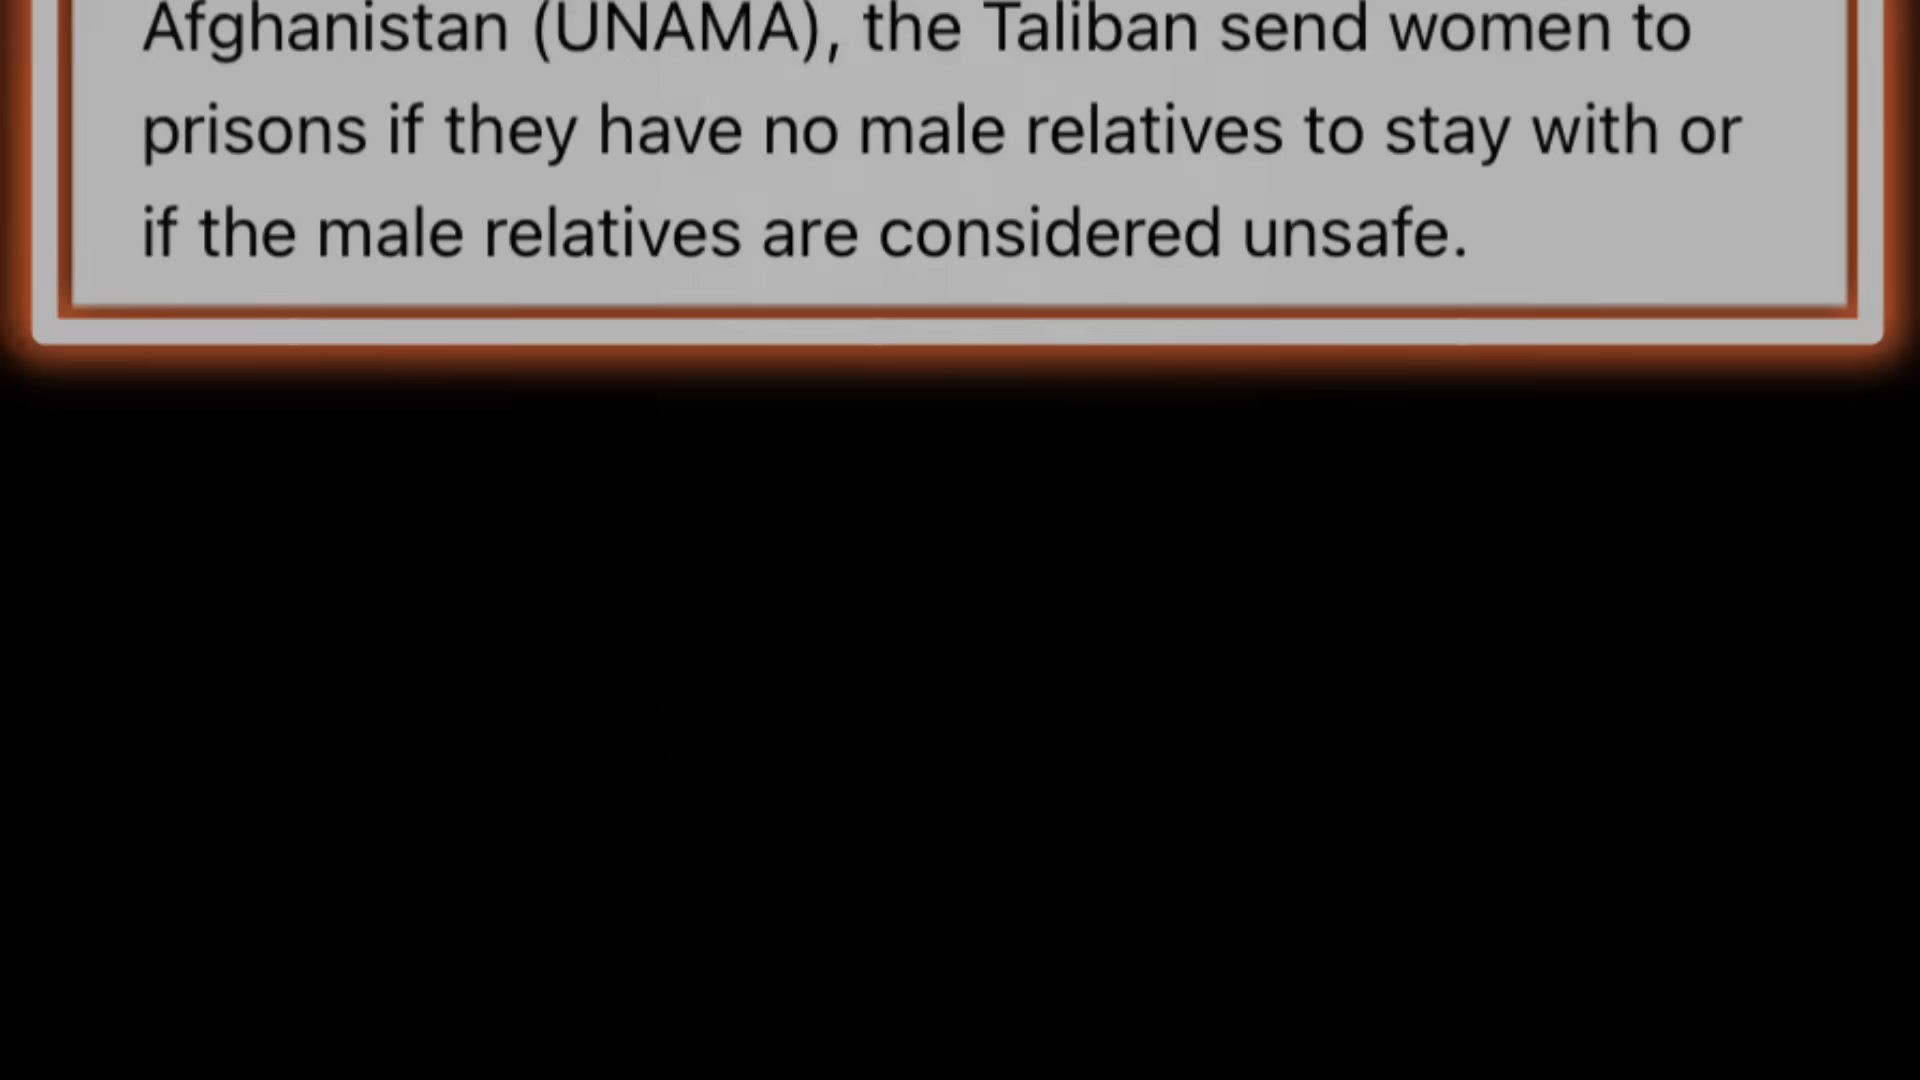 Afghanistan (UNAMA), the Taliban send women to
prisons if they have no male relatives to stay with or
if the male relatives are considered unsafe.